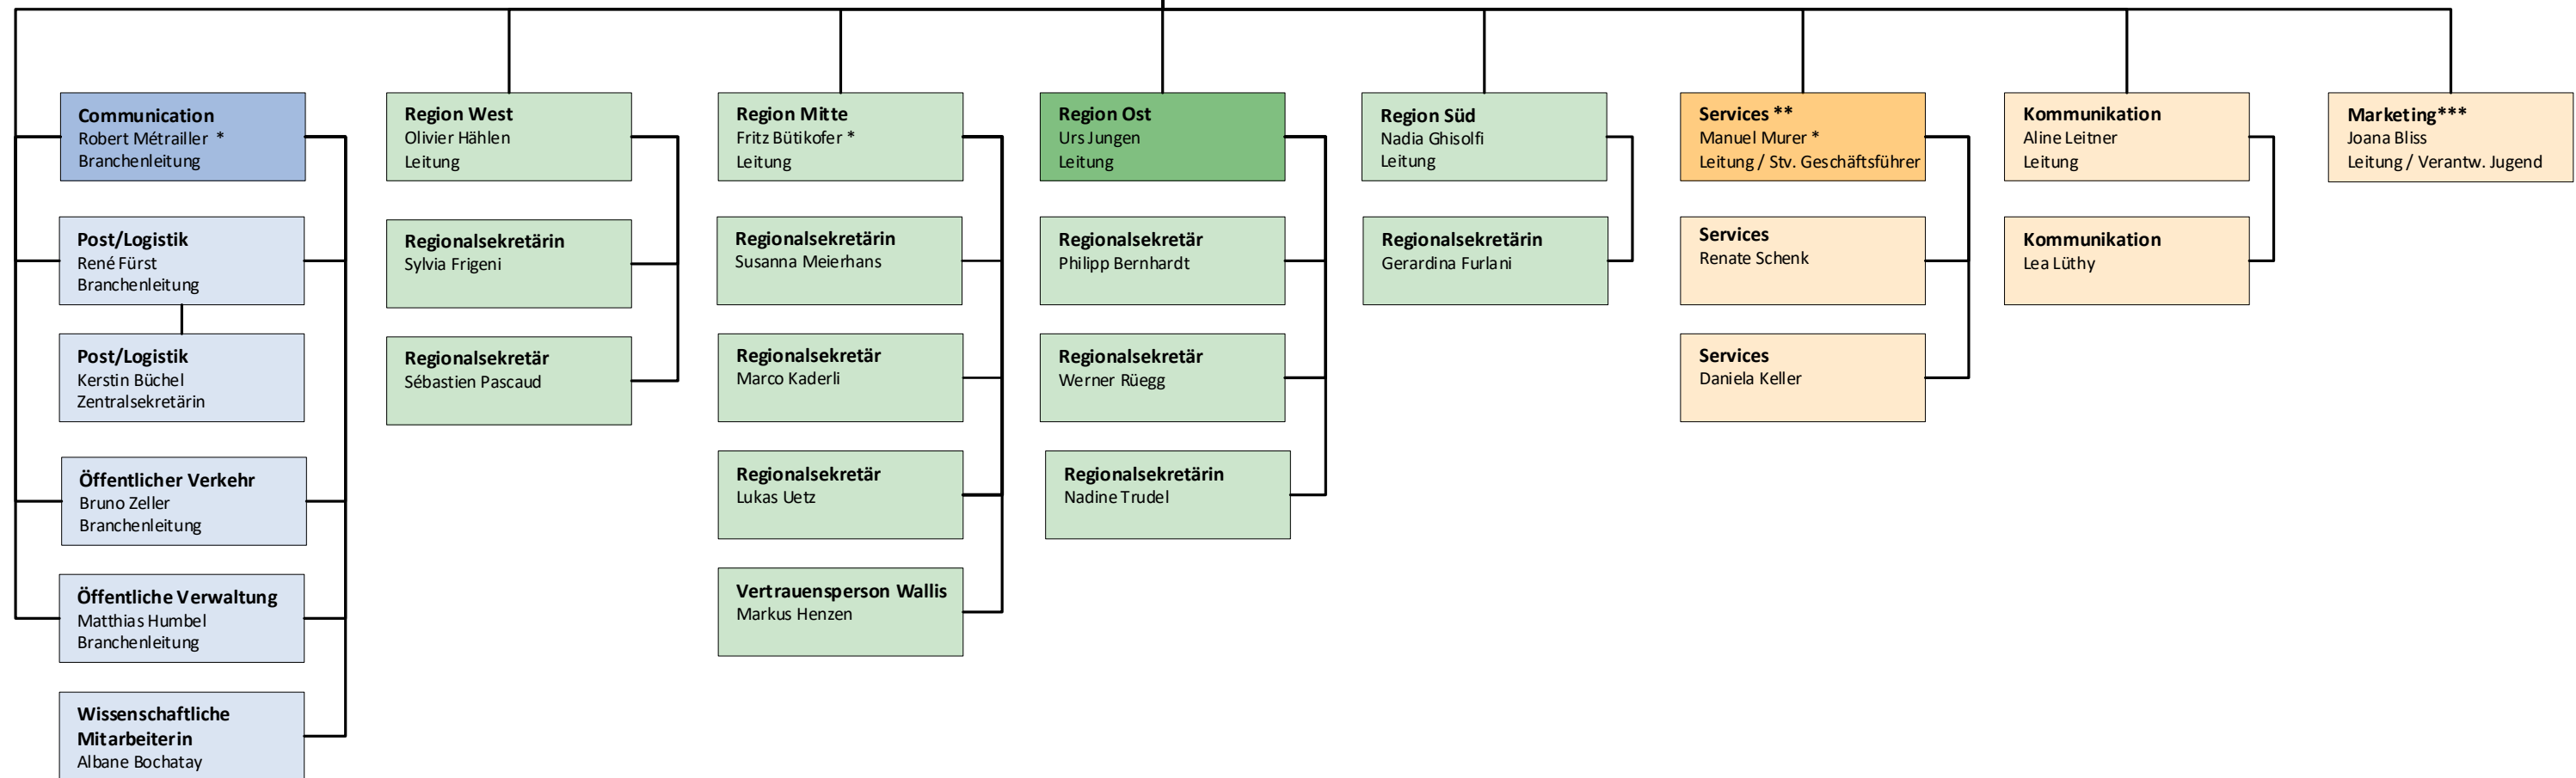 Communication
Robert Métrailler *
Branchenleitung
Post/Logistik
René Fürst
Branchenleitung
Post/Logistik
Kerstin Büchel
Zentralsekretärin
Öffentlicher Verkehr
Bruno Zeller
Branchenleitung
Öffentliche Verwaltung
Matthias Humbel
Branchenleitung
Wissenschaftliche
Mitarbeiterin
Albane Bochatay
Region West
Olivier Hählen
Leitung
Regionalsekretärin
Sylvia Frigeni
Regionalsekretär
Sébastien Pascaud
Region Mitte
Fritz Bütikofer *
Leitung
Regionalsekretärin
Susanna Meierhans
Regionalsekretär
Marco Kaderli
Regionalsekretär
Lukas Uetz
Vertrauensperson Wallis
Markus Henzen
Region Ost
Urs Jungen
Leitung
Regionalsekretär
Philipp Bernhardt
Regionalsekretär
Werner Rüegg
Regionalsekretärin
Nadine Trudel
Region Süd
Nadia Ghisolfi
Leitung
Regionalsekretärin
Gerardina Furlani
Services **
Manuel Murer *
Leitung / Stv. Geschäftsführer
Services
Renate Schenk
Services
Daniela Keller
Kommunikation
Aline Leitner
Leitung
Kommunikation
Lea Lüthy
Marketing***
Joana Bliss
Leitung / Verantw. Jugend